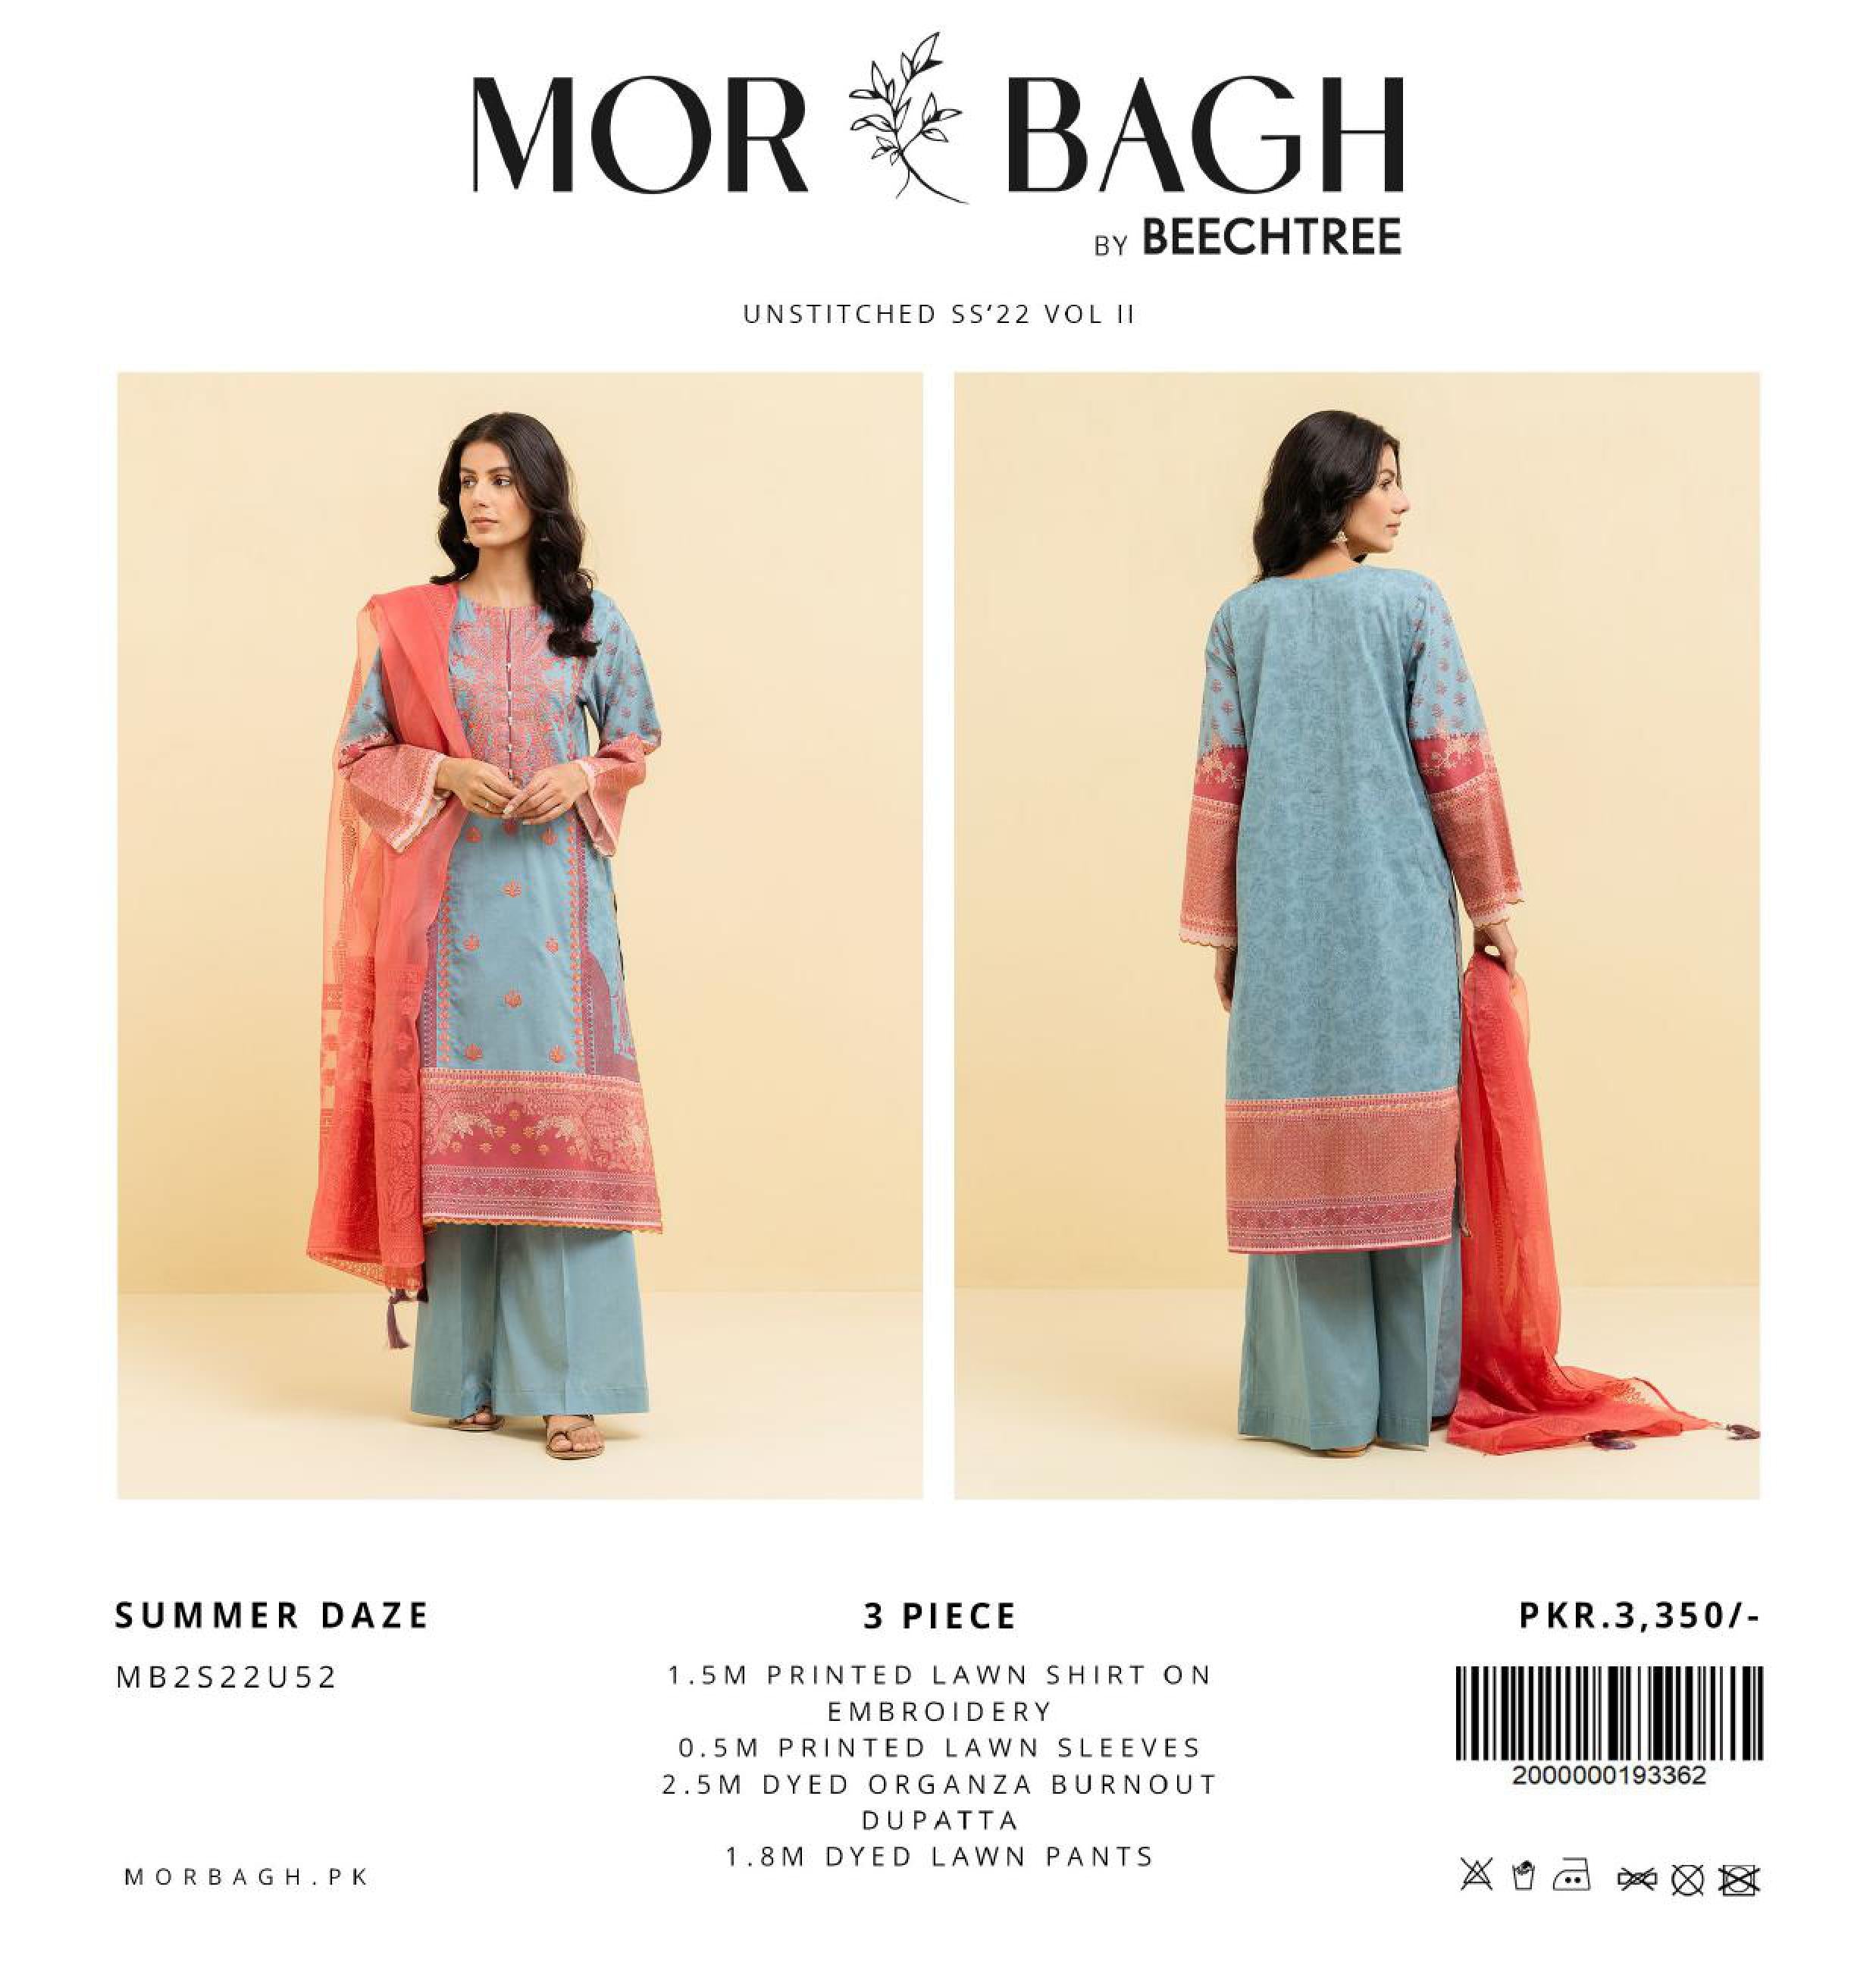 MOR BAGH
BY BEECHTREE
UNSTITCHED SS'22 VOL II
SUMMER DAZE
MB2S22U52
MORBAGH.PK
3 PIECE
1.5M PRINTED LAWN SHIRT ON
EMBROIDERY
0.5M PRINTED LAWN SLEEVES
2.5M DYED ORGANZA BURNOUT
DUPATTA
1.8M DYED LAWN PANTS
PKR.3,350/-
2000000193362